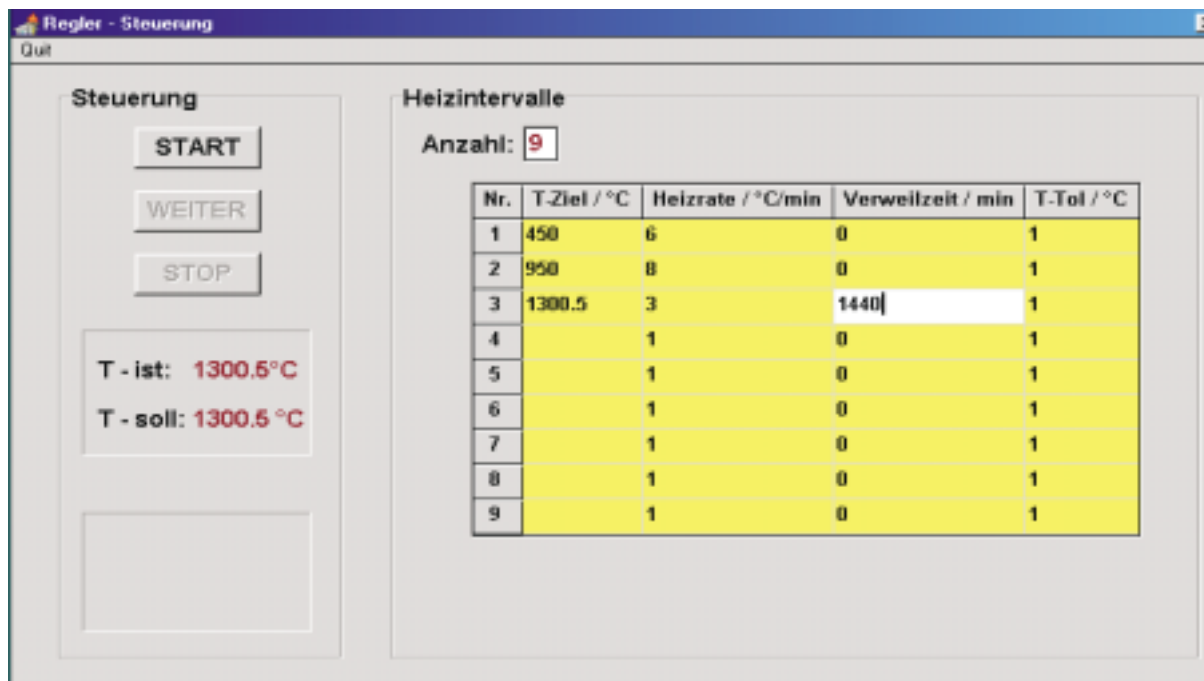 Regler - Steuerung
Quit
Steuerung
START
WEITER
STOP
T - ist: 1300.5°C
T - soll: 1300.5 °C
Heizintervalle
Anzahl: 9
Nr. T-Ziel / °C Heizrate / °C/min Verweilzeit / min T-Tol / °C
1 450 6 0 1
2 950 8 0 1
3 1300.5 3 1440 1
4 1 0 1
5 1 0 1
6 1 0 1
7 1 0 1
8 1 0 1
9 1 0 1